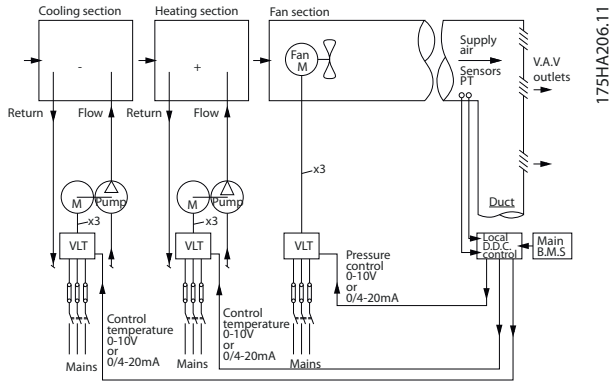 Cooling section
Heating section
Fan section
175HA206.11
-
+
Fan
M
Supply
air
Sensors
PT
V.A.V
outlets
Return
Flow
Return
Flow
x3
M
Pump
M
Pump
x3
x3
Duct
VLT
VLT
VLT
Local
D.D.C.
control
Main
B.M.S
Pressure
control
0-10V
or
0/4-20mA
Control
temperature
0-10V
or
0/4-20mA
Control
temperature
0-10V
or
0/4-20mA
Mains
Mains
Mains